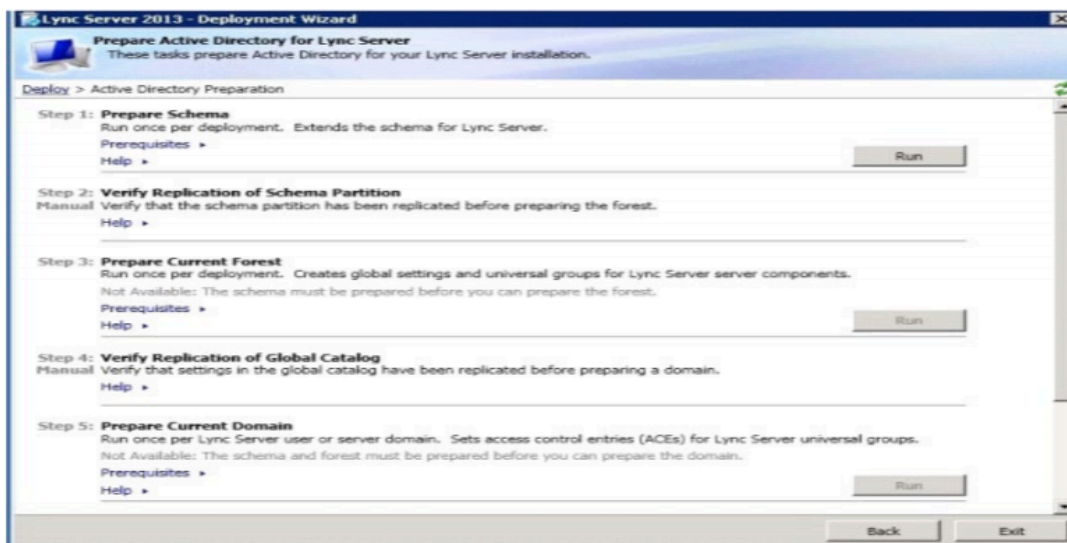 Lync Server 2013 - Deployment Wizard
Prepare Active Directory for Lync Server
These tasks prepare Active Directory for your Lync Server installation.
Deploy > Active Directory Preparation
Step 1: Prepare Schema
Run once per deployment. Extends the schema for Lync Server.
Prerequisites ▸
Help ▸
Run
Step 2: Verify Replication of Schema Partition
Manual Verify that the schema partition has been replicated before preparing the forest.
Help ▸
Step 3: Prepare Current Forest
Run once per deployment. Creates global settings and universal groups for Lync Server server components.
Not Available: The schema must be prepared before you can prepare the forest.
Prerequisites ▸
Help ▸
Run
Step 4: Verify Replication of Global Catalog
Manual Verify that settings in the global catalog have been replicated before preparing a domain.
Help ▸
Step 5: Prepare Current Domain
Run once per Lync Server user or server domain. Sets access control entries (ACEs) for Lync Server universal groups.
Not Available: The schema and forest must be prepared before you can prepare the domain.
Prerequisites ▸
Help ▸
Run
Back Exit